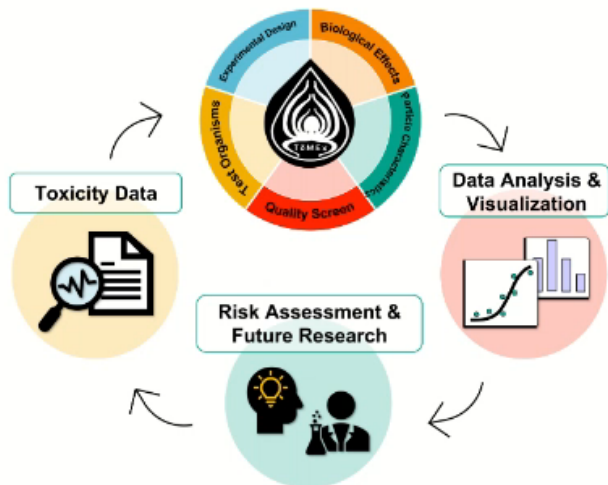 Experimental Design
Biological Effects
Particle Characteristics
Quality Screen
Test Organisms
Toxicity Data
Data Analysis &
Visualization
Risk Assessment &
Future Research